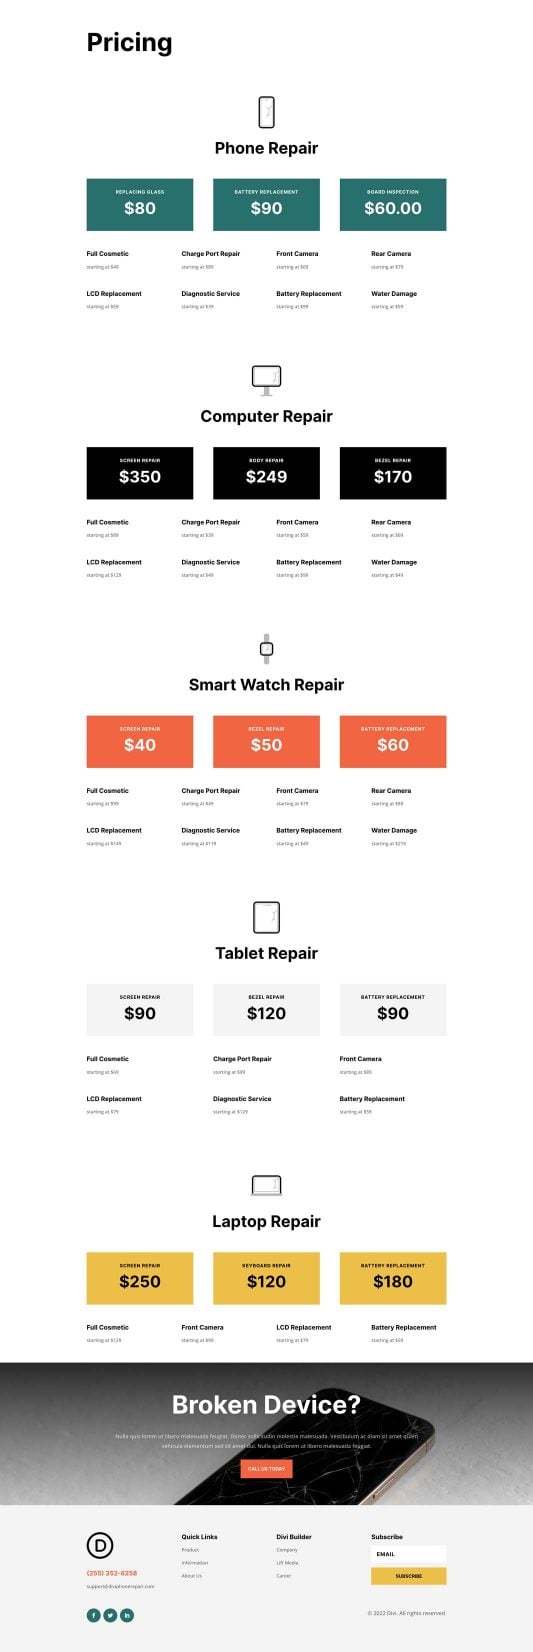 Pricing
Phone Repair
REPLACING GLASS
$80
BATTERY REPLACEMENT
$90
BOARD INSPECTION
$60.00
Full Cosmetic
starting at $49
Charge Port Repair
starting at $89
Front Camera
starting at $69
Rear Camera
starting at $79
LCD Replacement
starting at $59
Diagnostic Service
starting at $39
Battery Replacement
starting at $99
Water Damage
starting at $59
Computer Repair
SCREEN REPAIR
$350
BODY REPAIR
$249
BEZEL REPAIR
$170
Full Cosmetic
starting at $89
Charge Port Repair
starting at $39
Front Camera
starting at $59
Rear Camera
starting at $69
LCD Replacement
starting at $129
Diagnostic Service
starting at $49
Battery Replacement
starting at $99
Water Damage
starting at $49
Smart Watch Repair
SCREEN REPAIR
$40
BEZEL REPAIR
$50
BATTERY REPLACEMENT
$60
Full Cosmetic
starting at $99
Charge Port Repair
starting at $49
Front Camera
starting at $79
Rear Camera
starting at $89
LCD Replacement
starting at $149
Diagnostic Service
starting at $119
Battery Replacement
starting at $49
Water Damage
starting at $219
Tablet Repair
SCREEN REPAIR
$90
BEZEL REPAIR
$120
BATTERY REPLACEMENT
$90
Full Cosmetic
starting at $69
Charge Port Repair
starting at $89
Front Camera
starting at $89
LCD Replacement
starting at $79
Diagnostic Service
starting at $129
Battery Replacement
starting at $59
Laptop Repair
SCREEN REPAIR
$250
KEYBOARD REPAIR
$120
BATTERY REPLACEMENT
$180
Full Cosmetic
starting at $129
Front Camera
starting at $99
LCD Replacement
starting at $79
Battery Replacement
starting at $59
Broken Device?
Nulla quis lorem ut libero malesuada feugiat. Donec sollicitudin molestie malesuada. Vestibulum ac diam sit amet quam
vehicula elementum sed sit amet dui. Nulla quis lorem ut libero malesuada feugiat.
CALL US TODAY
D
(255) 352-6258
support@diviphonerepair.com
Quick Links
Product
Information
About Us
Divi Builder
Company
Lift Media
Career
Subscribe
EMAIL
SUBSCRIBE
© 2022 Divi. All rights reserved.